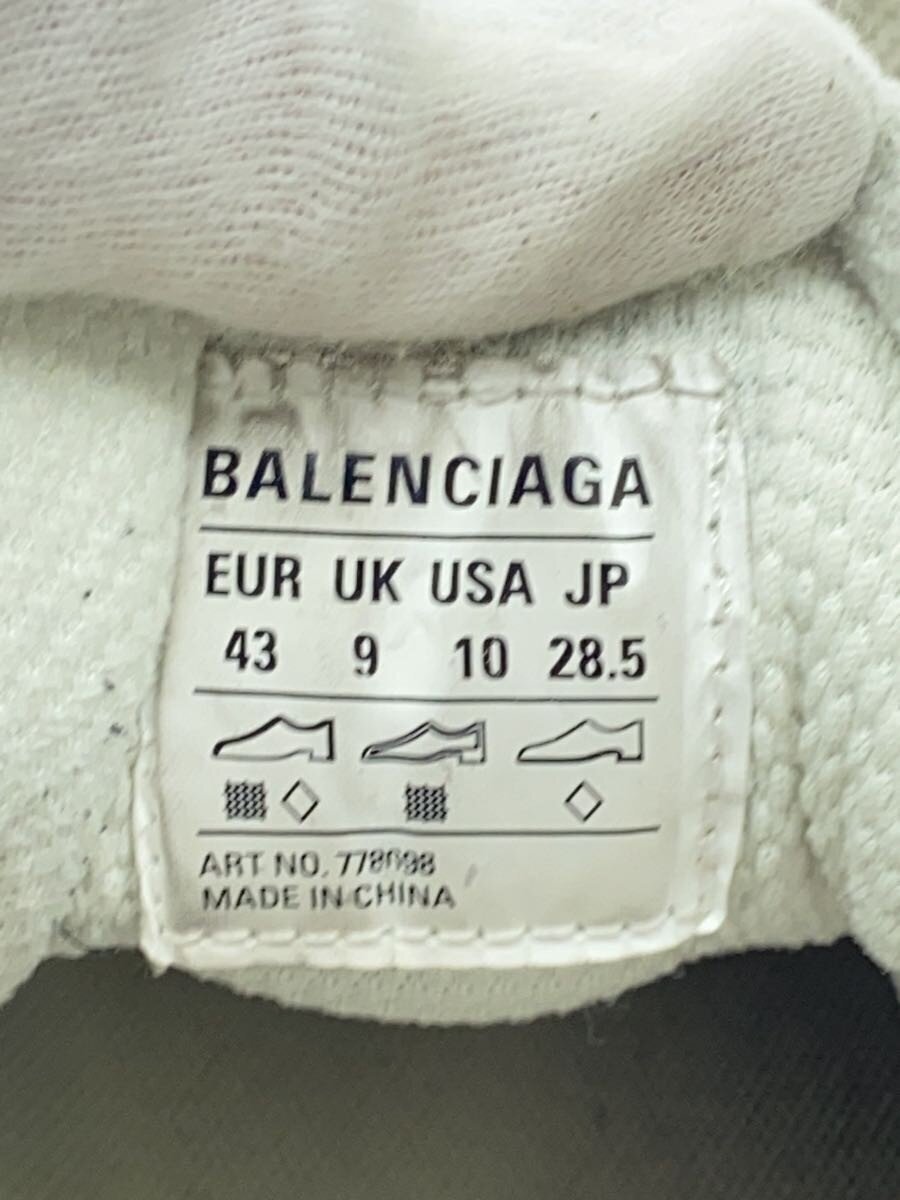 BALENCIAGA
EUR UK USA JP
43 9 10 28.5
ART NO. 778698
MADE IN CHINA